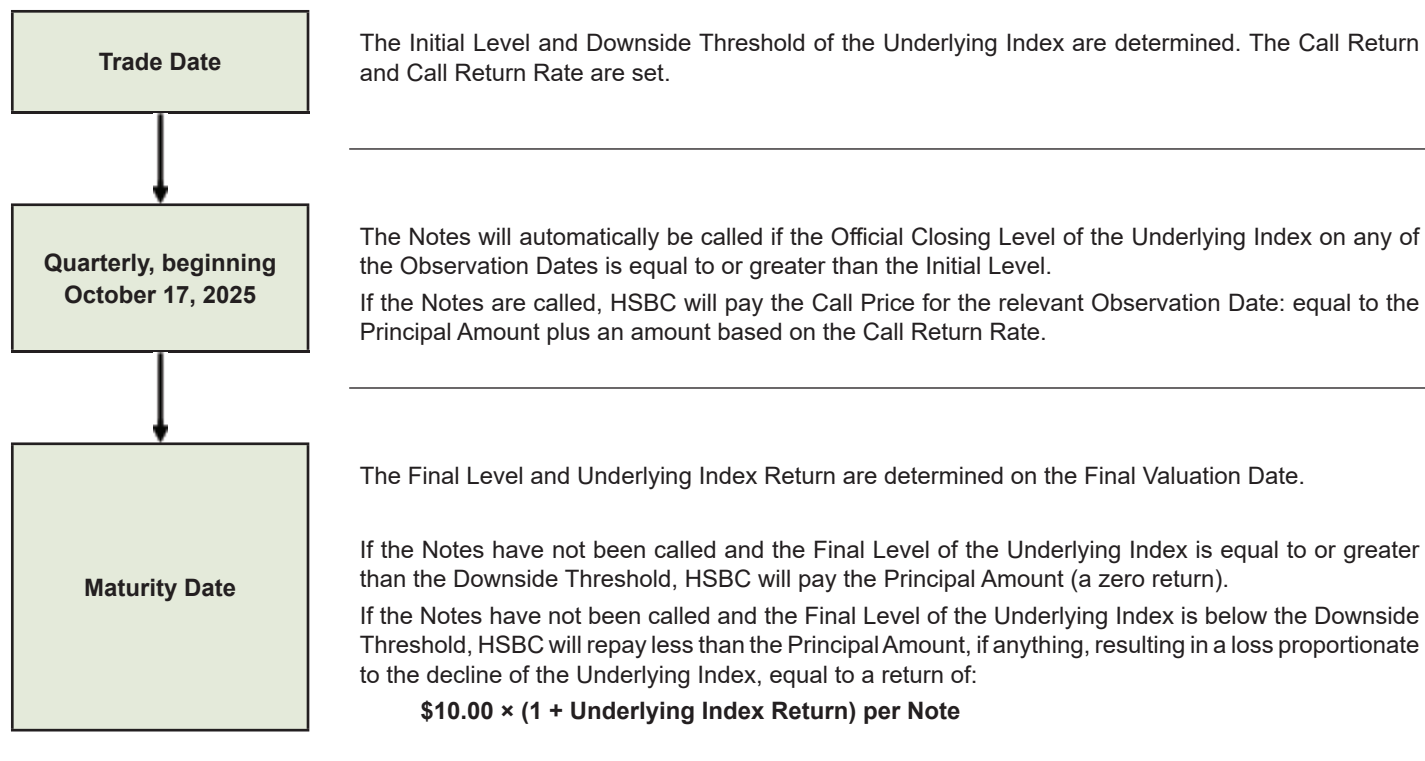 Trade Date
The Initial Level and Downside Threshold of the Underlying Index are determined. The Call Return
and Call Return Rate are set.
Quarterly, beginning
October 17, 2025
The Notes will automatically be called if the Official Closing Level of the Underlying Index on any of
the Observation Dates is equal to or greater than the Initial Level.
If the Notes are called, HSBC will pay the Call Price for the relevant Observation Date: equal to the
Principal Amount plus an amount based on the Call Return Rate.
Maturity Date
The Final Level and Underlying Index Return are determined on the Final Valuation Date.
If the Notes have not been called and the Final Level of the Underlying Index is equal to or greater
than the Downside Threshold, HSBC will pay the Principal Amount (a zero return).
If the Notes have not been called and the Final Level of the Underlying Index is below the Downside
Threshold, HSBC will repay less than the Principal Amount, if anything, resulting in a loss proportionate
to the decline of the Underlying Index, equal to a return of:
$10.00 × (1 + Underlying Index Return) per Note